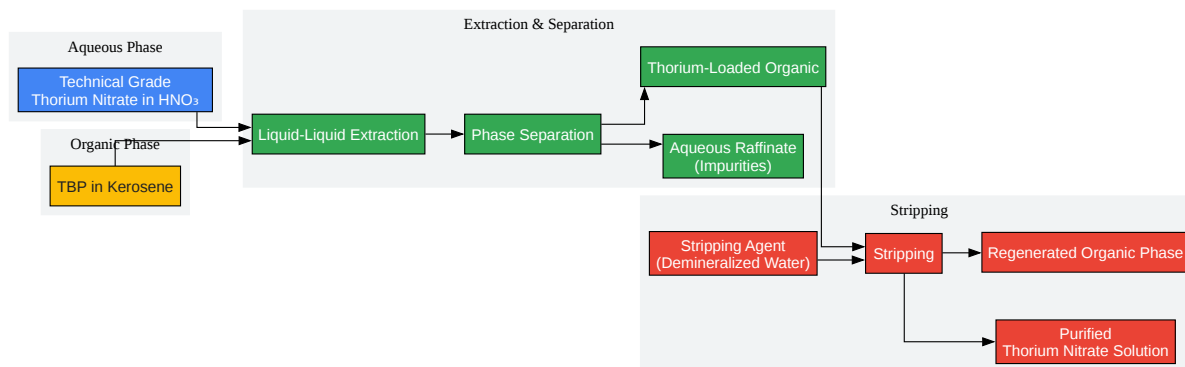 Extraction & Separation
Aqueous Phase
Technical Grade
Thorium Nitrate in HNO₃
Organic Phase
TBP in Kerosene
Liquid-Liquid Extraction
Phase Separation
Thorium-Loaded Organic
Aqueous Raffinate
(Impurities)
Stripping
Stripping Agent
(Demineralized Water)
Stripping
Regenerated Organic Phase
Purified
Thorium Nitrate Solution